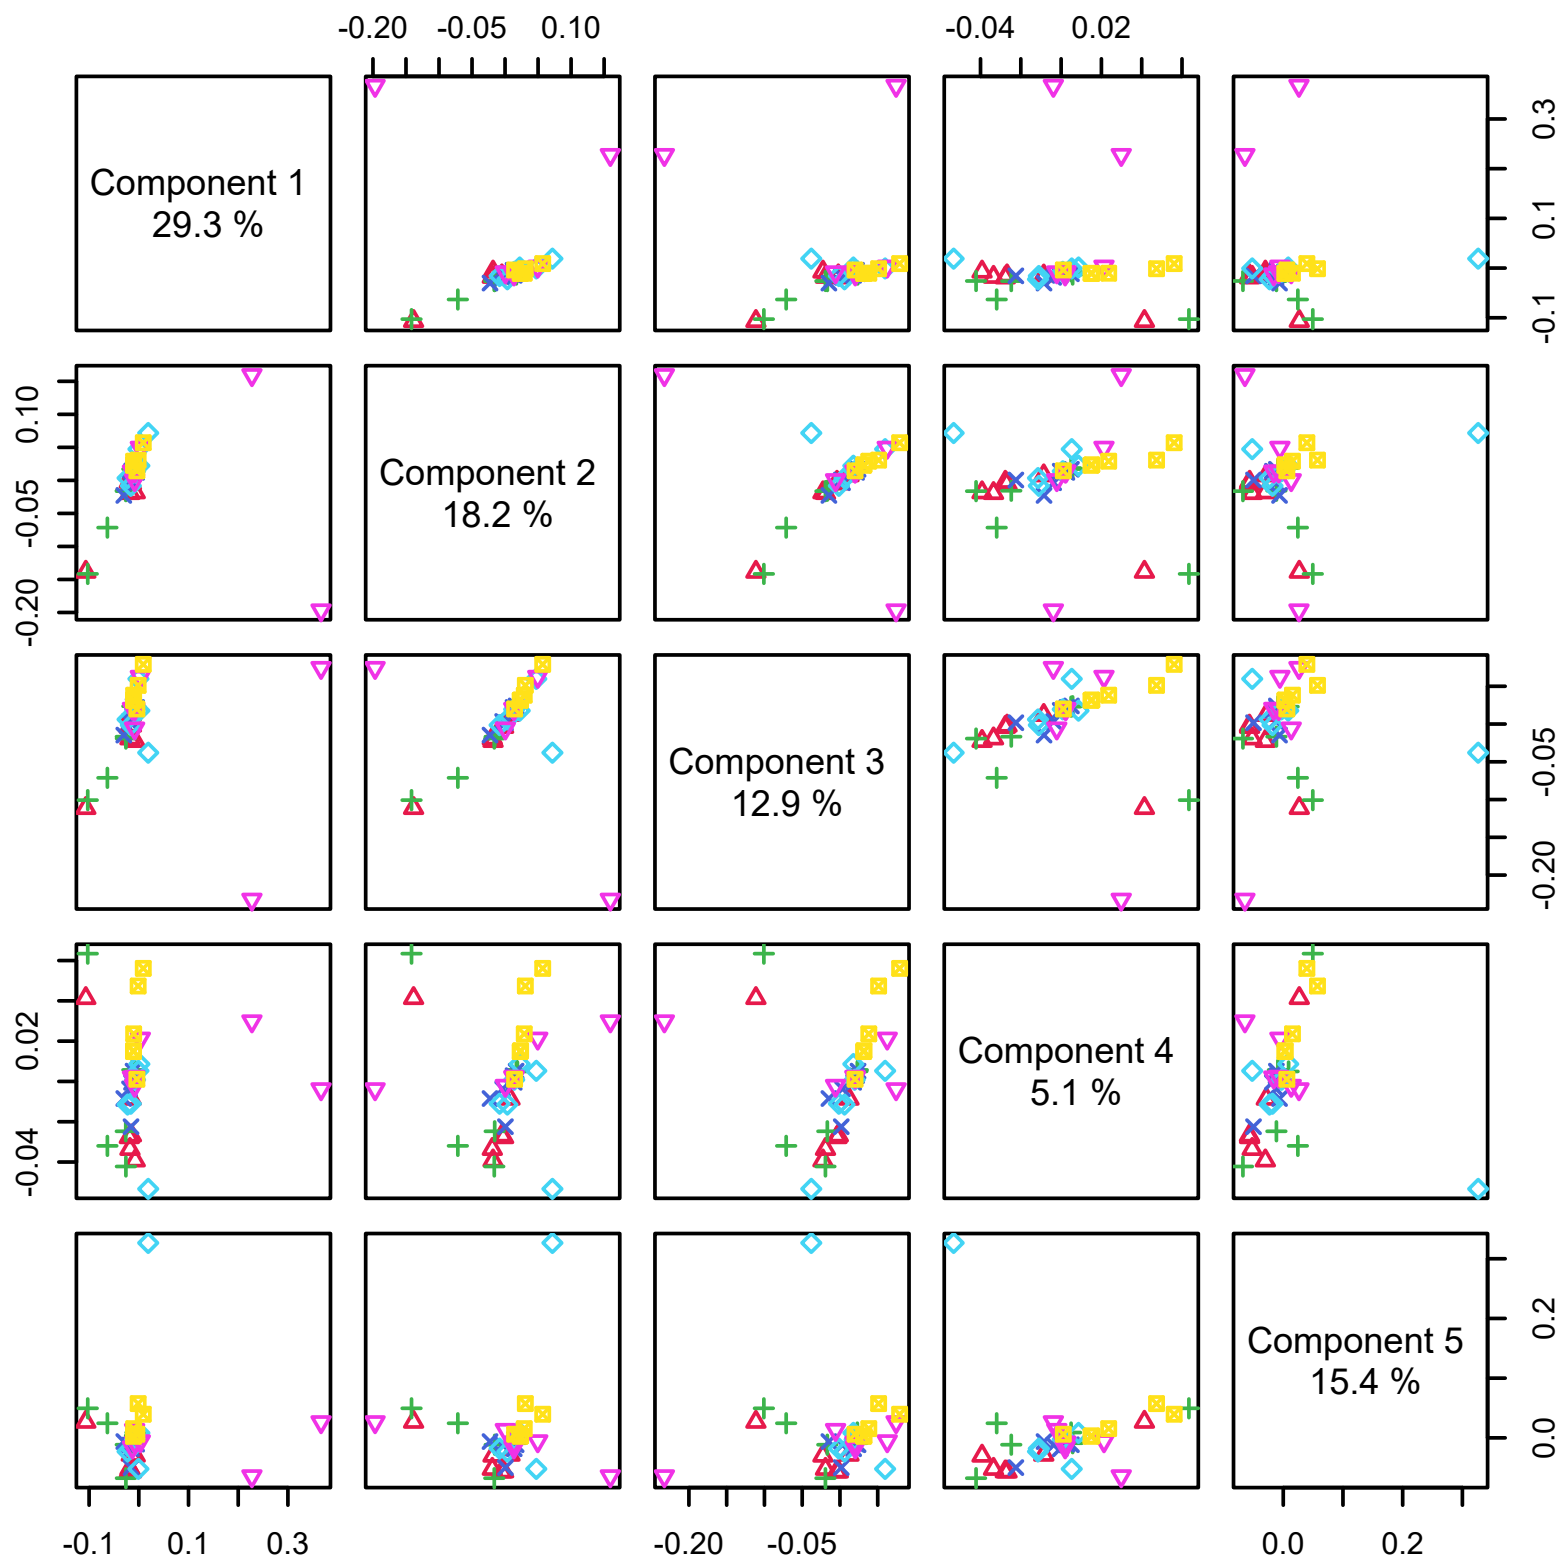 -0.20 -0.05 0.10 -0.04 0.02
Component 1
29.3 %
-0.1 0.1 0.3
-0.20 -0.05 0.10
Component 2
18.2 %
Component 3
12.9 %
-0.20 -0.05
-0.04 0.02
Component 4
5.1 %
Component 5
15.4 %
0.0 0.2
-0.1 0.1 0.3 -0.20 -0.05 0.0 0.2